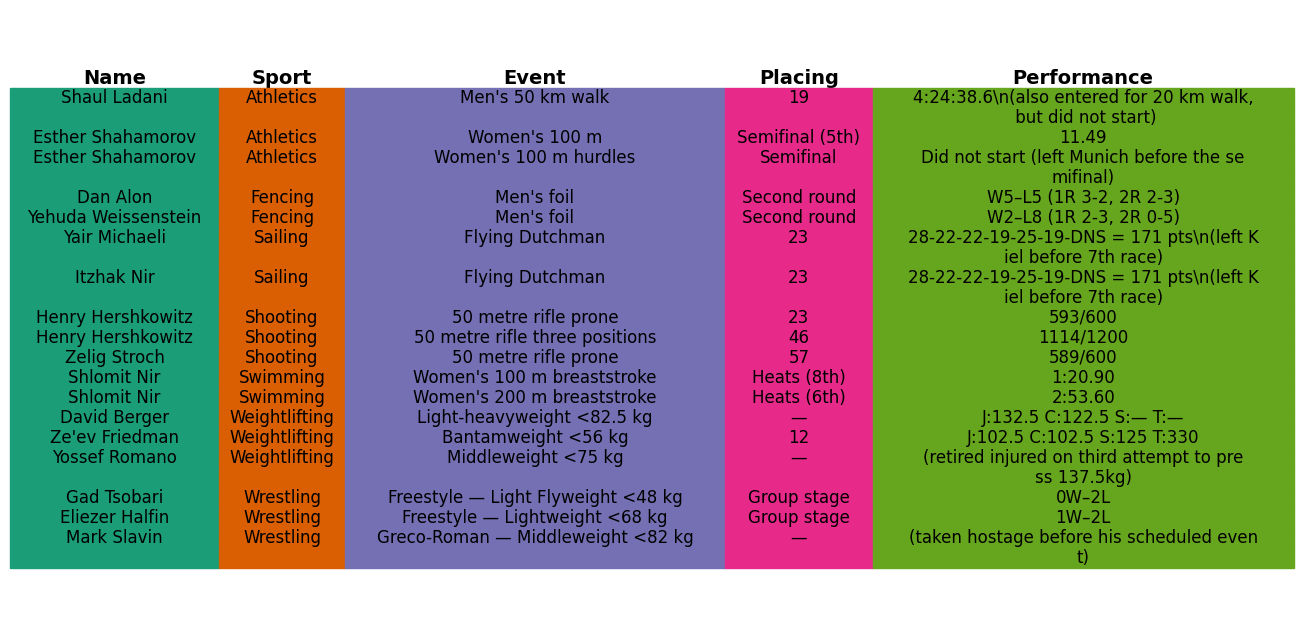 Name Sport Event Placing Performance
Shaul Ladani Athletics Men's 50 km walk 19 4:24:38.6\n(also entered for 20 km walk,
but did not start)
Esther Shahamorov Athletics Women's 100 m Semifinal (5th) 11.49
Esther Shahamorov Athletics Women's 100 m hurdles Semifinal Did not start (left Munich before the se
mifinal)
Dan Alon Fencing Men's foil Second round W5–L5 (1R 3-2, 2R 2-3)
Yehuda Weissenstein Fencing Men's foil Second round W2–L8 (1R 2-3, 2R 0-5)
Yair Michaeli Sailing Flying Dutchman 23 28-22-22-19-25-19-DNS = 171 pts\n(left K
iel before 7th race)
Itzhak Nir Sailing Flying Dutchman 23 28-22-22-19-25-19-DNS = 171 pts\n(left K
iel before 7th race)
Henry Hershkowitz Shooting 50 metre rifle prone 23 593/600
Henry Hershkowitz Shooting 50 metre rifle three positions 46 1114/1200
Zelig Stroch Shooting 50 metre rifle prone 57 589/600
Shlomit Nir Swimming Women's 100 m breaststroke Heats (8th) 1:20.90
Shlomit Nir Swimming Women's 200 m breaststroke Heats (6th) 2:53.60
David Berger Weightlifting Light-heavyweight <82.5 kg — J:132.5 C:122.5 S:— T:—
Ze'ev Friedman Weightlifting Bantamweight <56 kg 12 J:102.5 C:102.5 S:125 T:330
Yossef Romano Weightlifting Middleweight <75 kg — (retired injured on third attempt to pre
ss 137.5kg)
Gad Tsobari Wrestling Freestyle — Light Flyweight <48 kg Group stage 0W–2L
Eliezer Halfin Wrestling Freestyle — Lightweight <68 kg Group stage 1W–2L
Mark Slavin Wrestling Greco-Roman — Middleweight <82 kg — (taken hostage before his scheduled even
t)